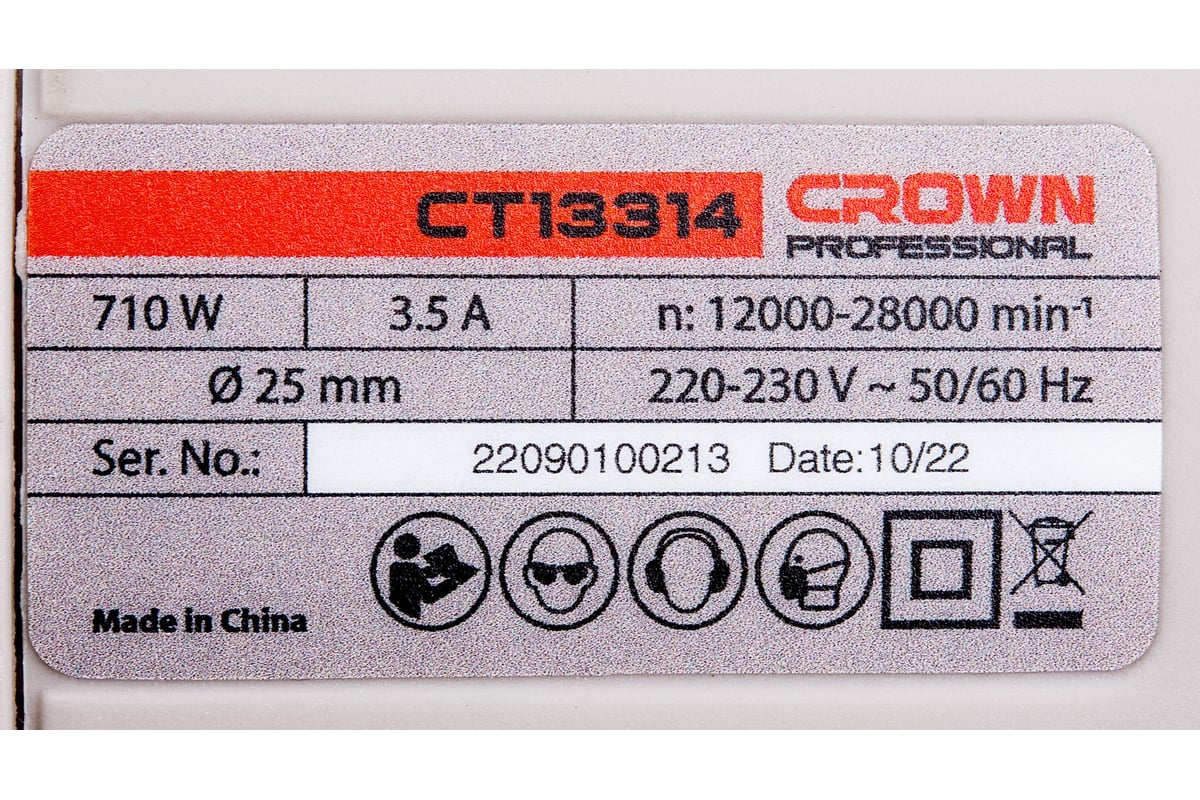 CT13314 CROWN
PROFESSIONAL
710 W 3.5 A n: 12000-28000 min⁻¹
Ø 25 mm 220-230 V ~ 50/60 Hz
Ser. No.: 22090100213 Date:10/22
Made in China